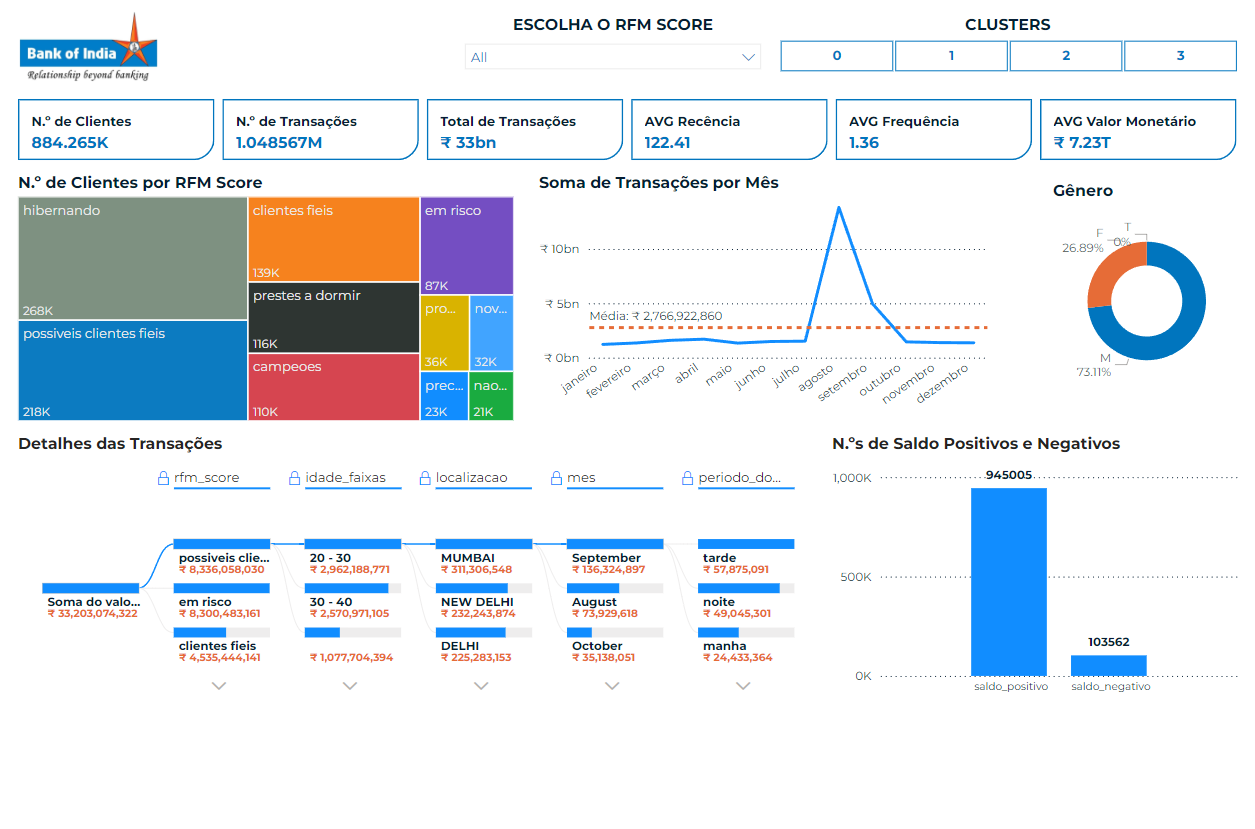 Bank of India
Relationship beyond banking
ESCOLHA O RFM SCORE
All
CLUSTERS
0
1
2
3
N.º de Clientes
884.265K
N.º de Transações
1.048567M
Total de Transações
₹ 33bn
AVG Recência
122.41
AVG Frequência
1.36
AVG Valor Monetário
₹ 7.23T
N.º de Clientes por RFM Score
hibernando
268K
possiveis clientes fieis
218K
clientes fieis
139K
prestes a dormir
116K
campeoes
110K
em risco
87K
pro...
36K
nov...
32K
prec...
23K
nao...
21K
Soma de Transações por Mês
₹ 10bn
₹ 5bn
₹ 0bn
Média: ₹ 2,766,922,860
janeiro
fevereiro
março
abril
maio
junho
julho
agosto
setembro
outubro
novembro
dezembro
Gênero
F
26.89%
T
0%
M
73.11%
Detalhes das Transações
rfm_score
idade_faixas
localizacao
mes
periodo_do...
Soma do valo...
₹ 33,203,074,322
possiveis clie...
₹ 8,336,058,030
em risco
₹ 8,300,483,161
clientes fieis
₹ 4,535,444,141
20 - 30
₹ 2,962,188,771
30 - 40
₹ 2,570,971,105
₹ 1,077,704,394
MUMBAI
₹ 311,306,548
NEW DELHI
₹ 232,243,874
DELHI
₹ 225,283,153
September
₹ 136,324,897
August
₹ 73,929,618
October
₹ 35,138,051
tarde
₹ 57,875,091
noite
₹ 49,045,301
manha
₹ 24,433,364
N.ºs de Saldo Positivos e Negativos
1,000K
500K
0K
945005
103562
saldo_positivo
saldo_negativo